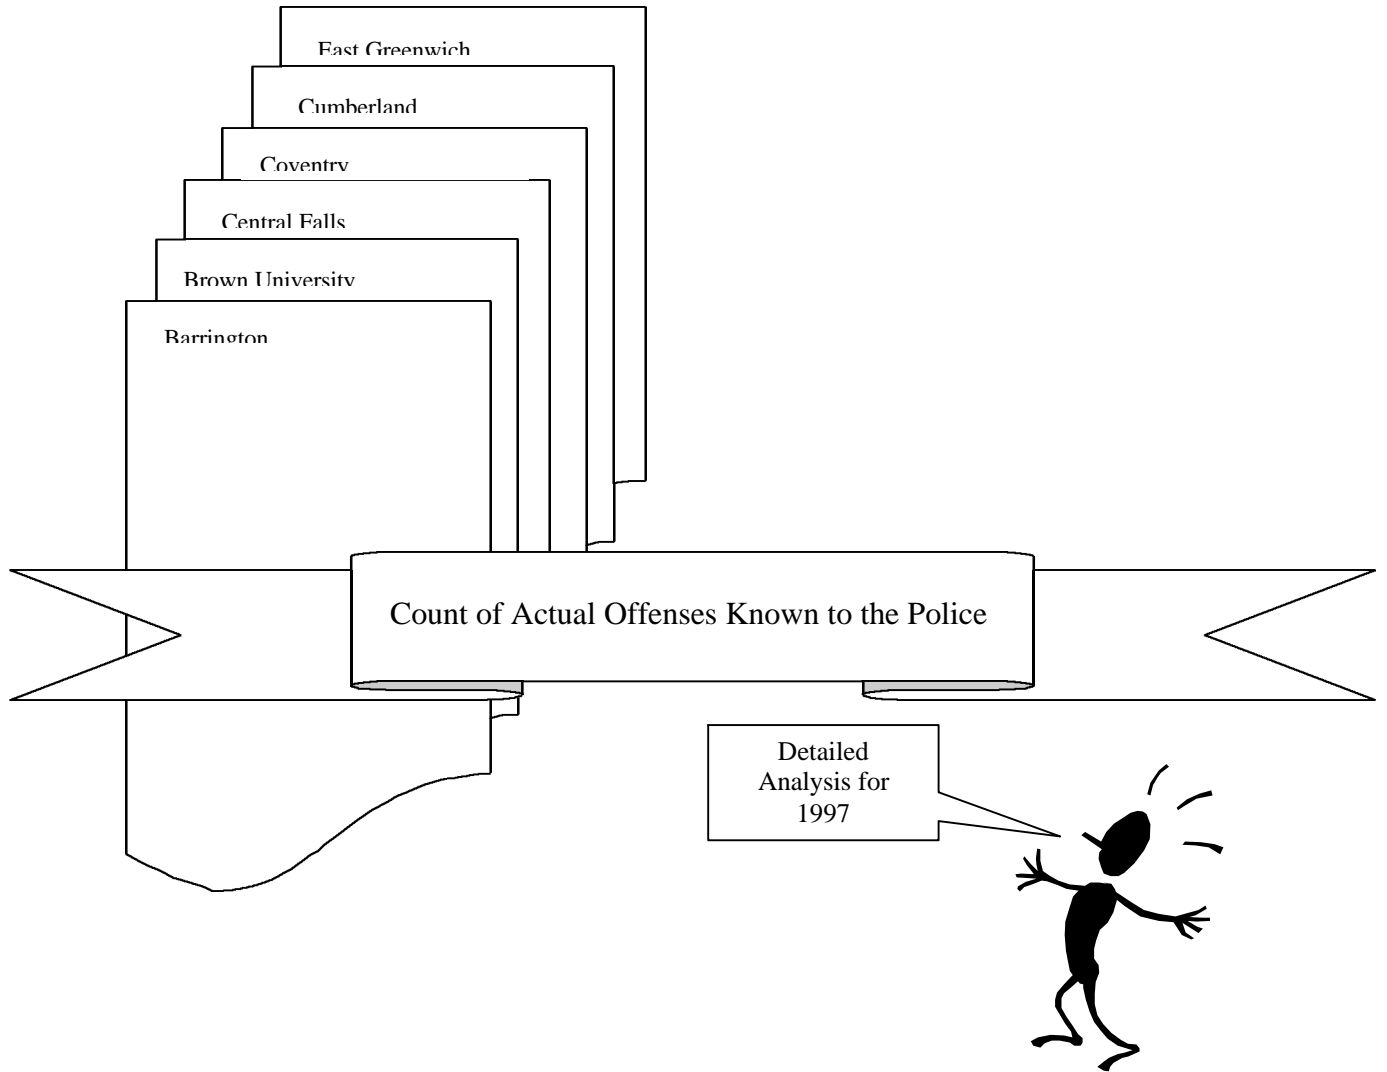 East Greenwich
Cumberland
Coventry
Central Falls
Brown University
Barrington
Count of Actual Offenses Known to the Police
Detailed
Analysis for
1997